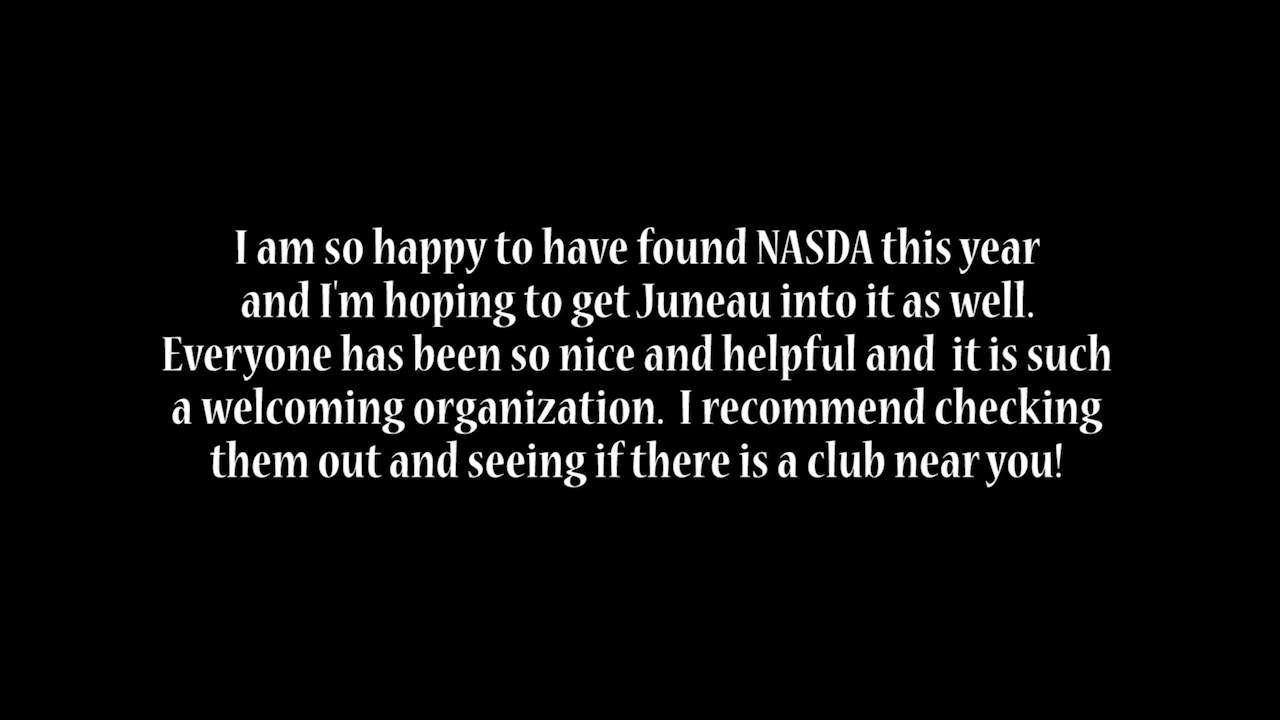 I am so happy to have found NASDA this year
and I'm hoping to get Juneau into it as well.
Everyone has been so nice and helpful and  it is such
a welcoming organization.  I recommend checking
them out and seeing if there is a club near you!